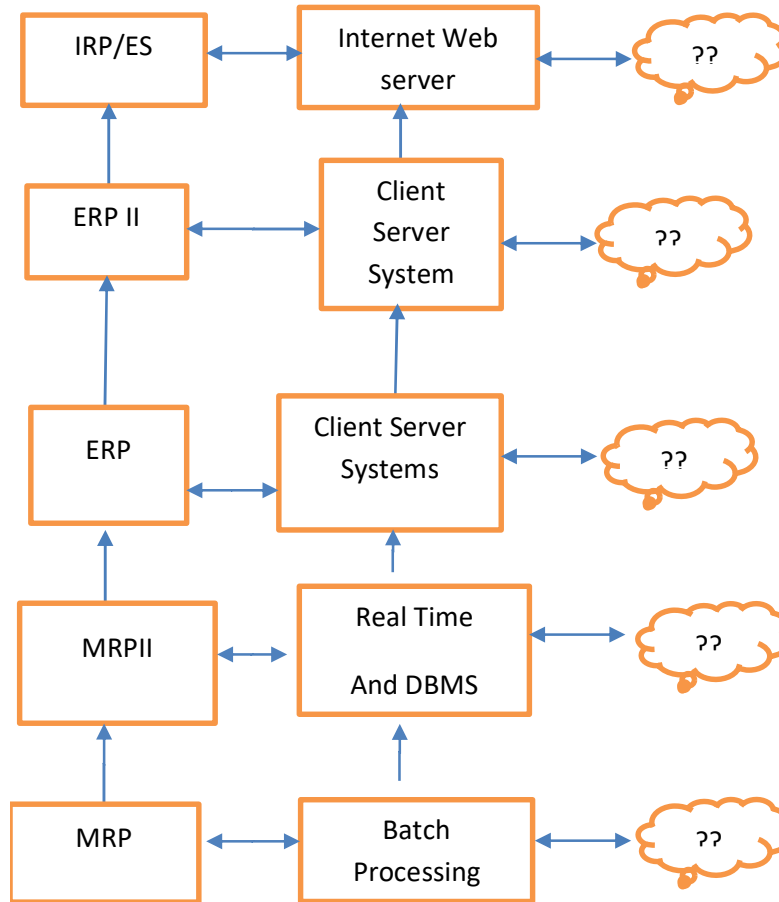 IRP/ES
Internet Web
server
??
ERP II
Client
Server
System
??
ERP
Client Server
Systems
??
MRPII
Real Time
And DBMS
??
MRP
Batch
Processing
??